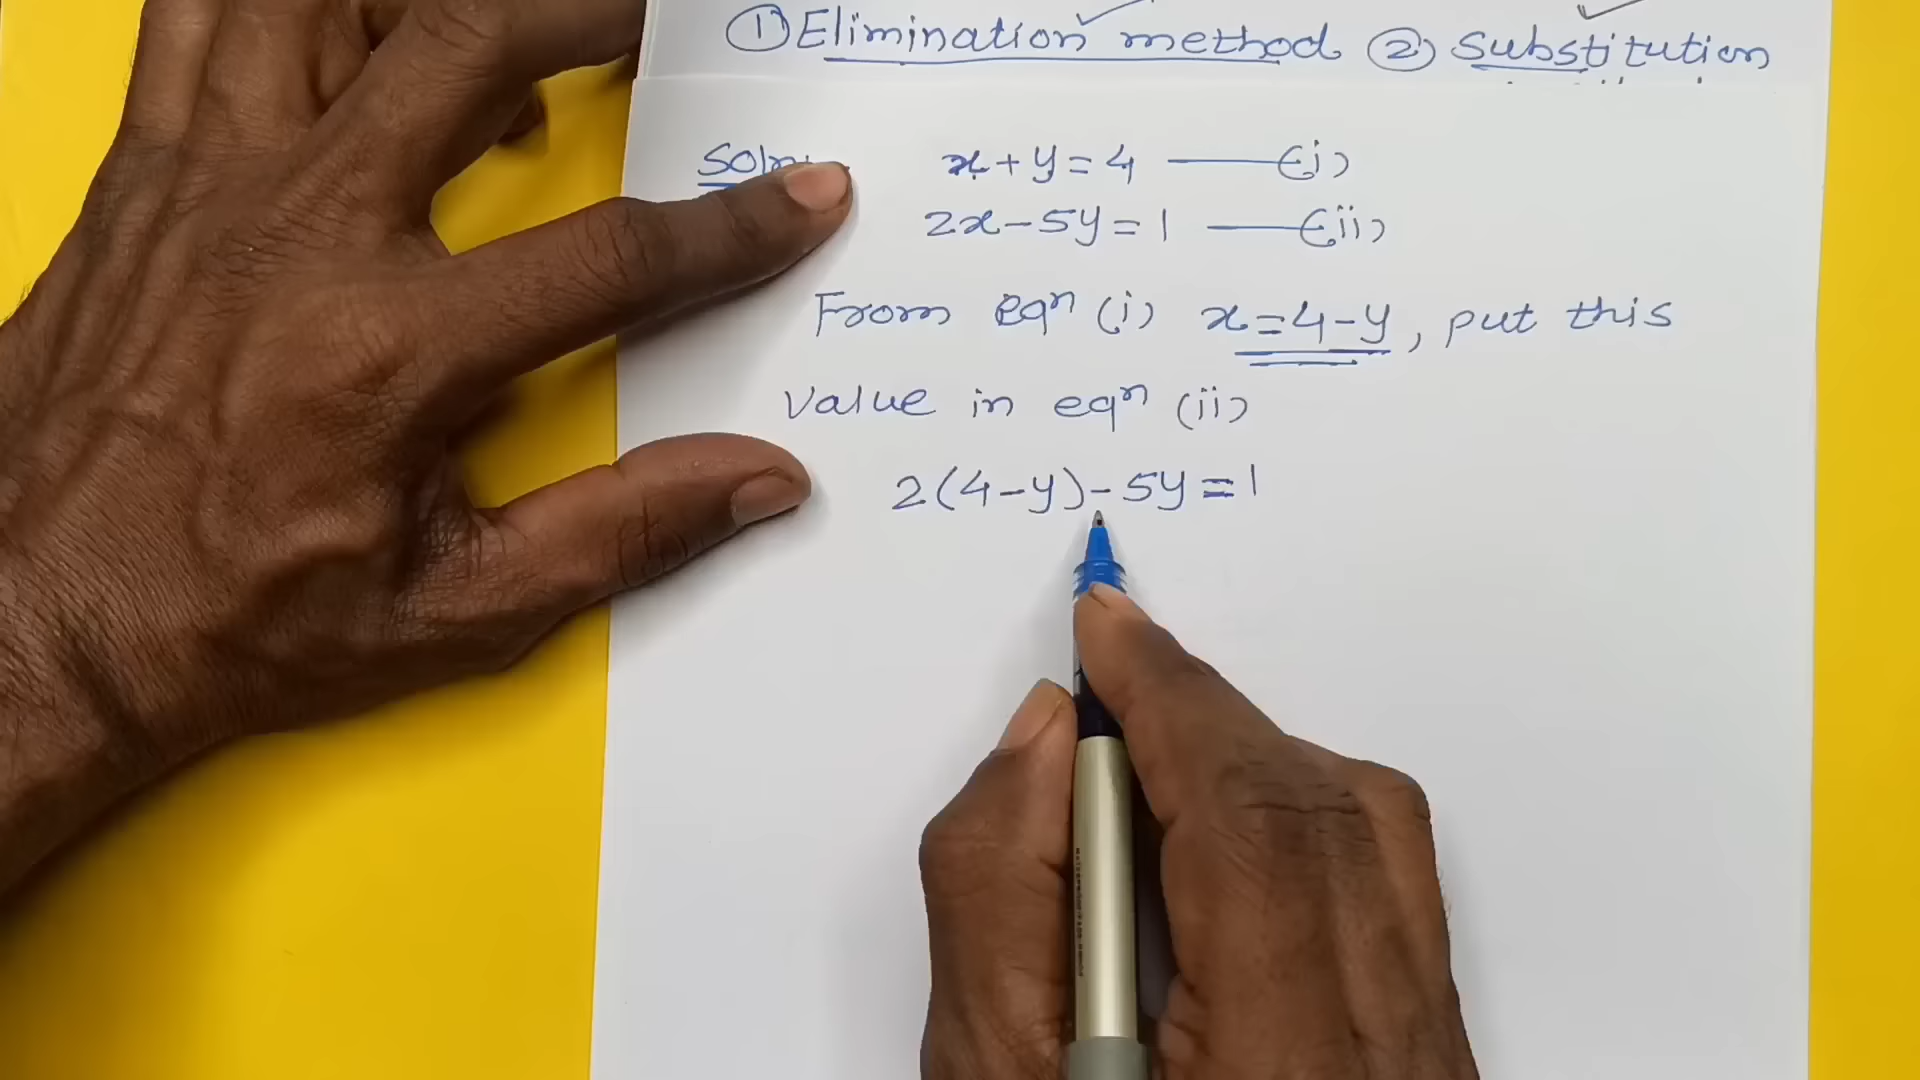 ① Elimination method ② Substitution
Soln. x+y=4 ——(i)
2x-5y=1 ——(ii)
From eqⁿ (i) x=4-y, put this
Value in eqⁿ (ii)
2(4-y)-5y=1